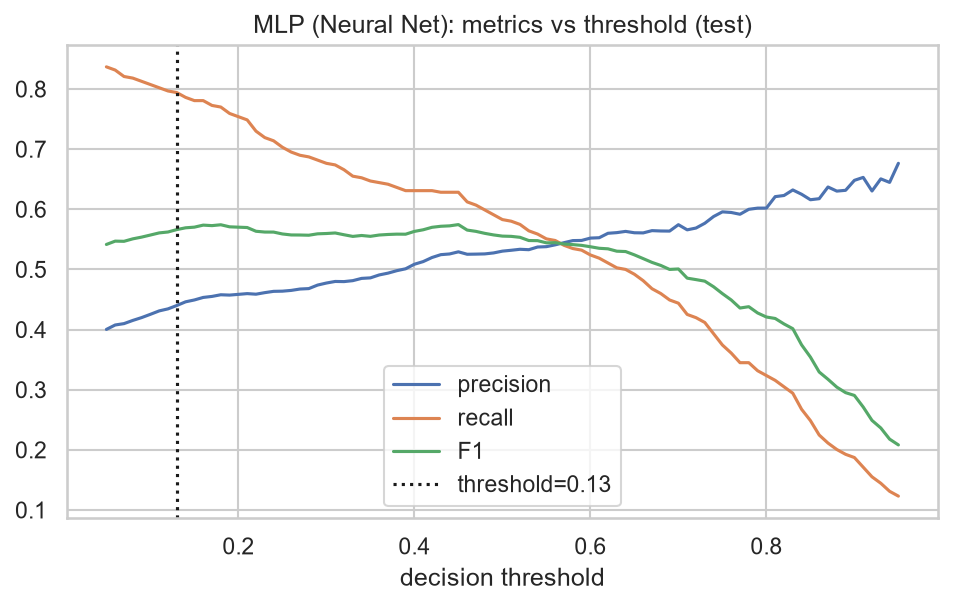 MLP (Neural Net): metrics vs threshold (test)
0.8
0.7
0.6
0.5
0.4
0.3
0.2
0.1
precision
recall
F1
threshold=0.13
0.2 0.4 0.6 0.8
decision threshold